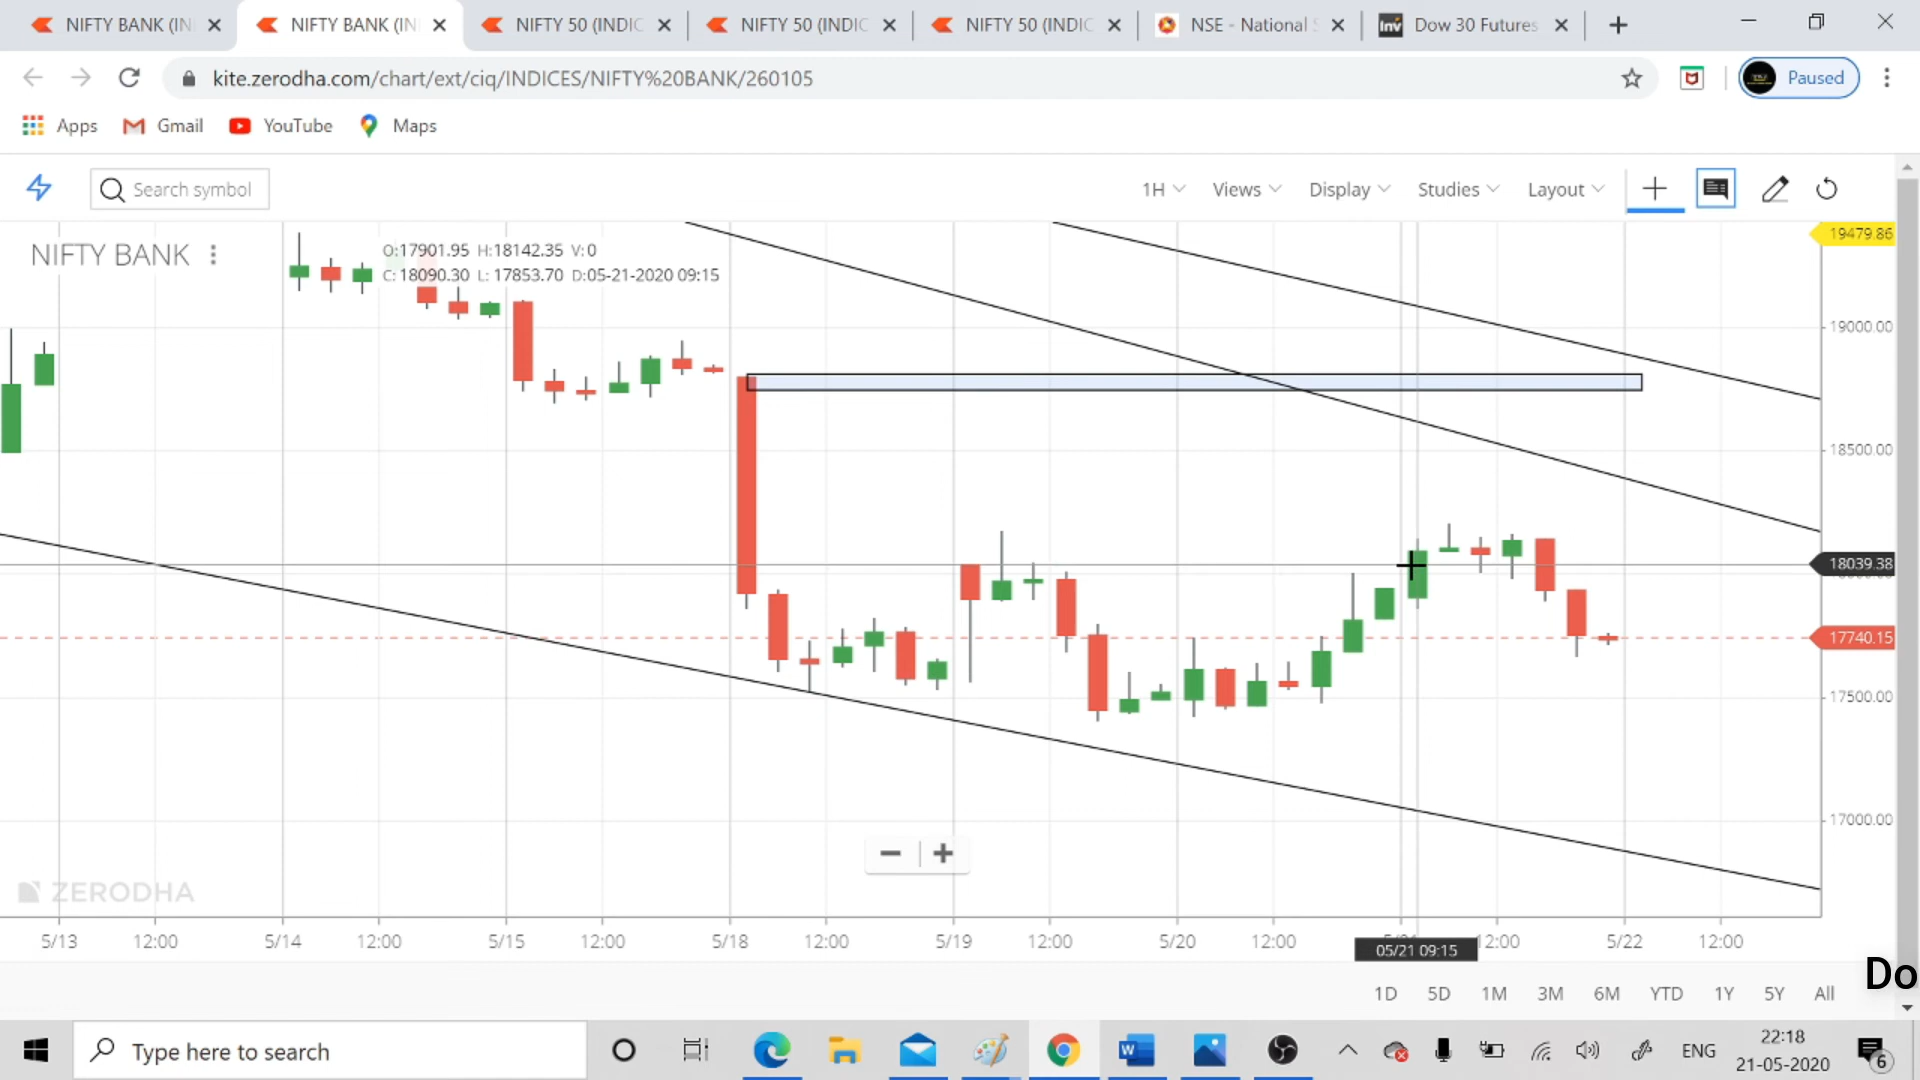 NIFTY BANK (IN
NIFTY BANK (IN
NIFTY 50 (INDIC
NIFTY 50 (INDIC
NIFTY 50 (INDIC
NSE - National S
Inv
Dow 30 Futures
kite.zerodha.com/chart/ext/ciq/INDICES/NIFTY%20BANK/260105
Paused
Apps
Gmail
YouTube
Maps
Search symbol
1H
Views
Display
Studies
Layout
NIFTY BANK
O:17901.95 H:18142.35 V:0
C:18090.30 L: 17853.70 D:05-21-2020 09:15
19479.86
19000.00
18500.00
18039.38
17740.15
17500.00
17000.00
ZERODHA
5/13
12:00
5/14
12:00
5/15
12:00
5/18
12:00
5/19
12:00
5/20
12:00
05/21 09:15
12:00
5/22
12:00
Do
1D
5D
1M
3M
6M
YTD
1Y
5Y
All
Type here to search
W
ENG
22:18
21-05-2020
6